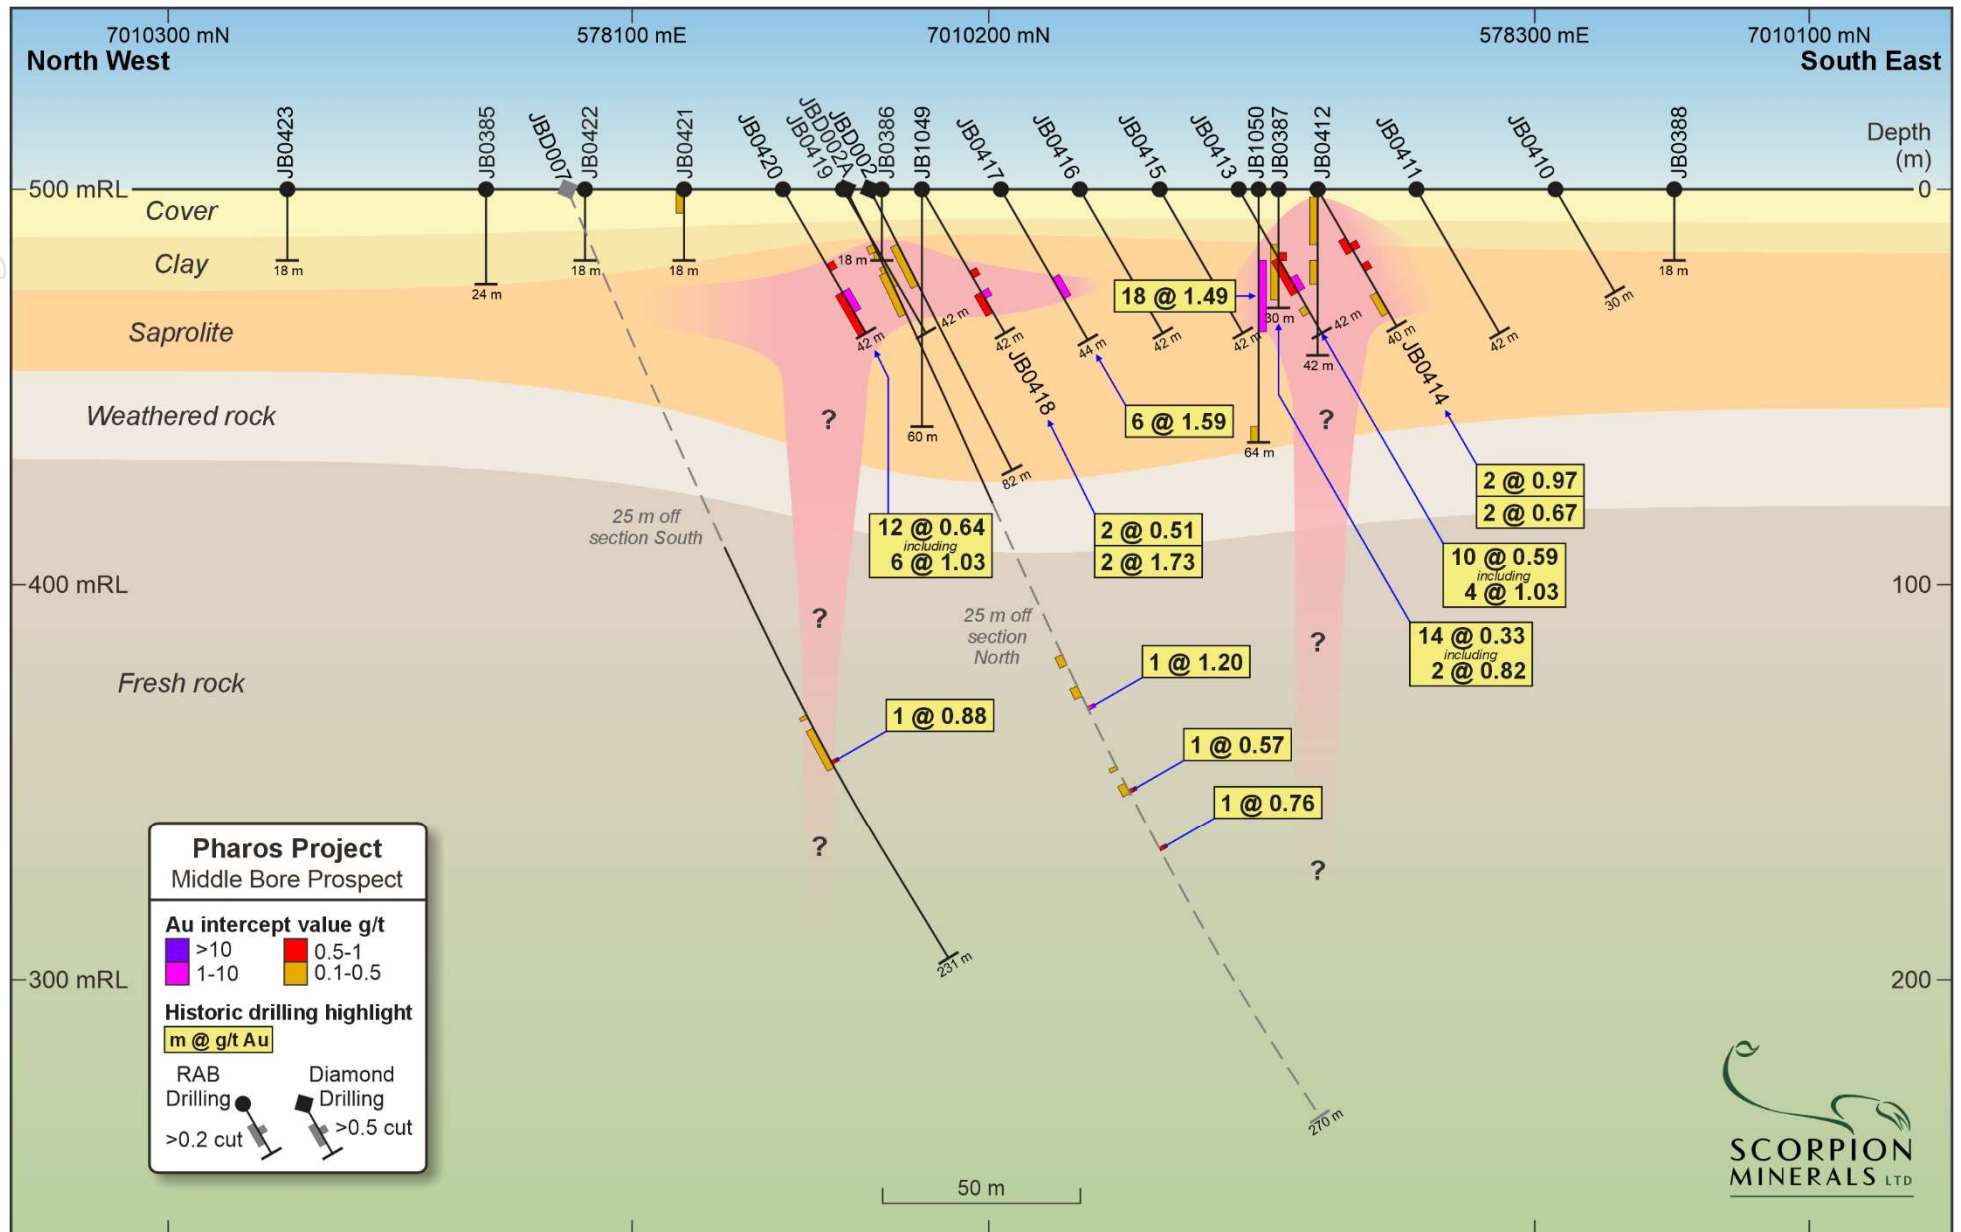 7010300 mN
578100 mE
7010200 mN
578300 mE
7010100 mN
North West
South East
JB0423
JB0385
JBD007
JB0422
JB0421
JB0420
JB0419
JBD002A
JBD002
JB0386
JB1049
JB0417
JB0416
JB0415
JB0413
JB1050
JB0387
JB0412
JB0411
JB0410
JB0388
Depth
(m)
500 mRL
0
Cover
Clay
18 m
24 m
18 m
18 m
18 m
18 m
18 @ 1.49
30 m
30 m
Saprolite
42 m
42 m
42 m
44 m
42 m
42 m
42 m
42 m
40 m
42 m
JB0418
JB0414
Weathered rock
?
60 m
6 @ 1.59
?
64 m
82 m
2 @ 0.97
2 @ 0.67
25 m off
section South
12 @ 0.64
including
6 @ 1.03
2 @ 0.51
2 @ 1.73
10 @ 0.59
including
4 @ 1.03
400 mRL
100
?
25 m off
section
North
?
14 @ 0.33
including
2 @ 0.82
Fresh rock
1 @ 1.20
1 @ 0.88
1 @ 0.57
1 @ 0.76
?
?
231 m
300 mRL
200
270 m
Pharos Project
Middle Bore Prospect
Au intercept value g/t
>10
0.5-1
1-10
0.1-0.5
Historic drilling highlight
m @ g/t Au
RAB
Drilling
Diamond
Drilling
>0.2 cut
>0.5 cut
50 m
SCORPION
MINERALS LTD